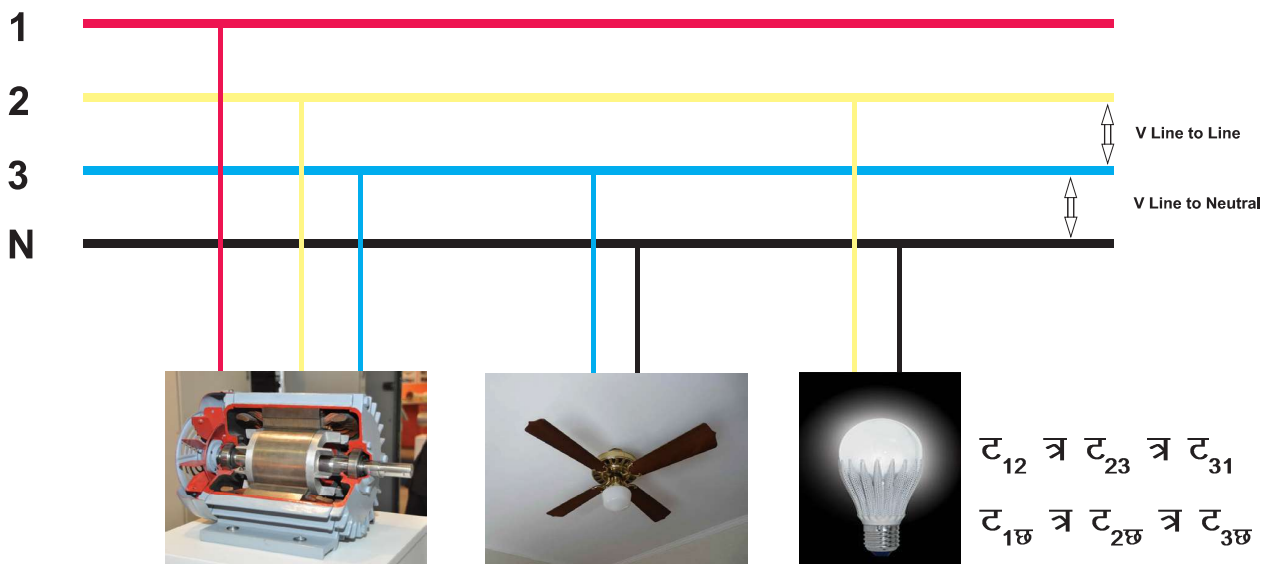 1
2
V Line to Line
3
V Line to Neutral
N
ट12 त्र ट23 त्र ट31
ट1छ त्र ट2छ त्र ट3छ